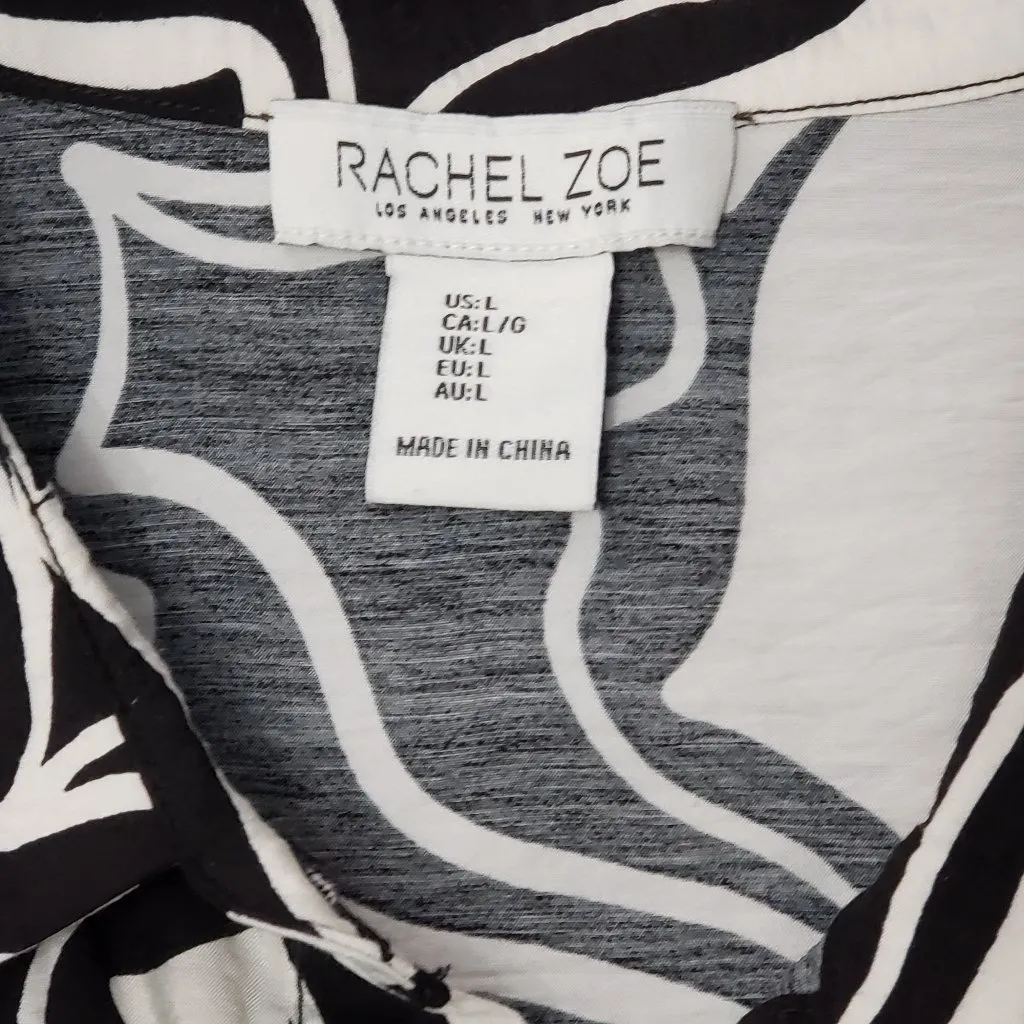 RACHEL ZOE
LOS ANGELES NEW YORK
US:L
CA:L/G
UK:L
EU:L
AU:L
MADE IN CHINA